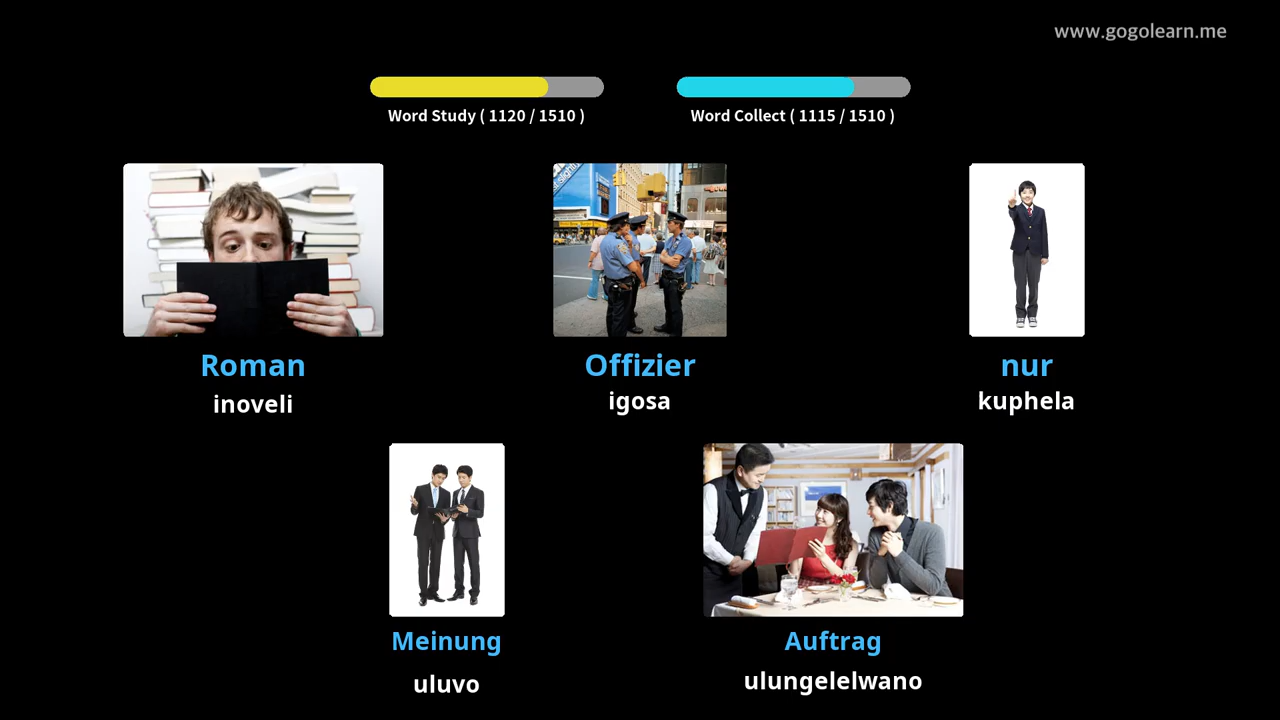 www.gogolearn.me
Word Study ( 1120 / 1510 )
Word Collect ( 1115 / 1510 )
Roman
inoveli
Offizier
igosa
nur
kuphela
Meinung
uluvo
Auftrag
ulungelelwano